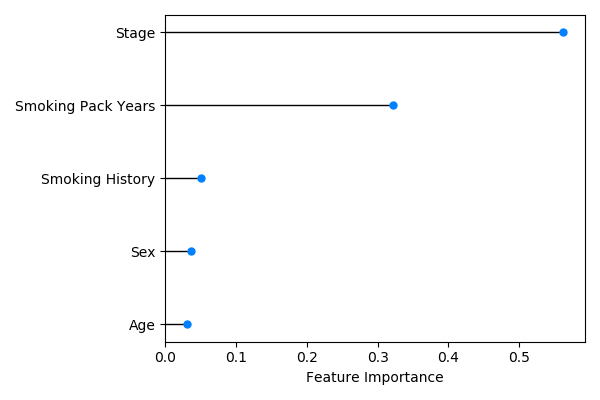 Stage
Smoking Pack Years
Smoking History
Sex
Age
0.0 0.1 0.2 0.3 0.4 0.5
Feature Importance